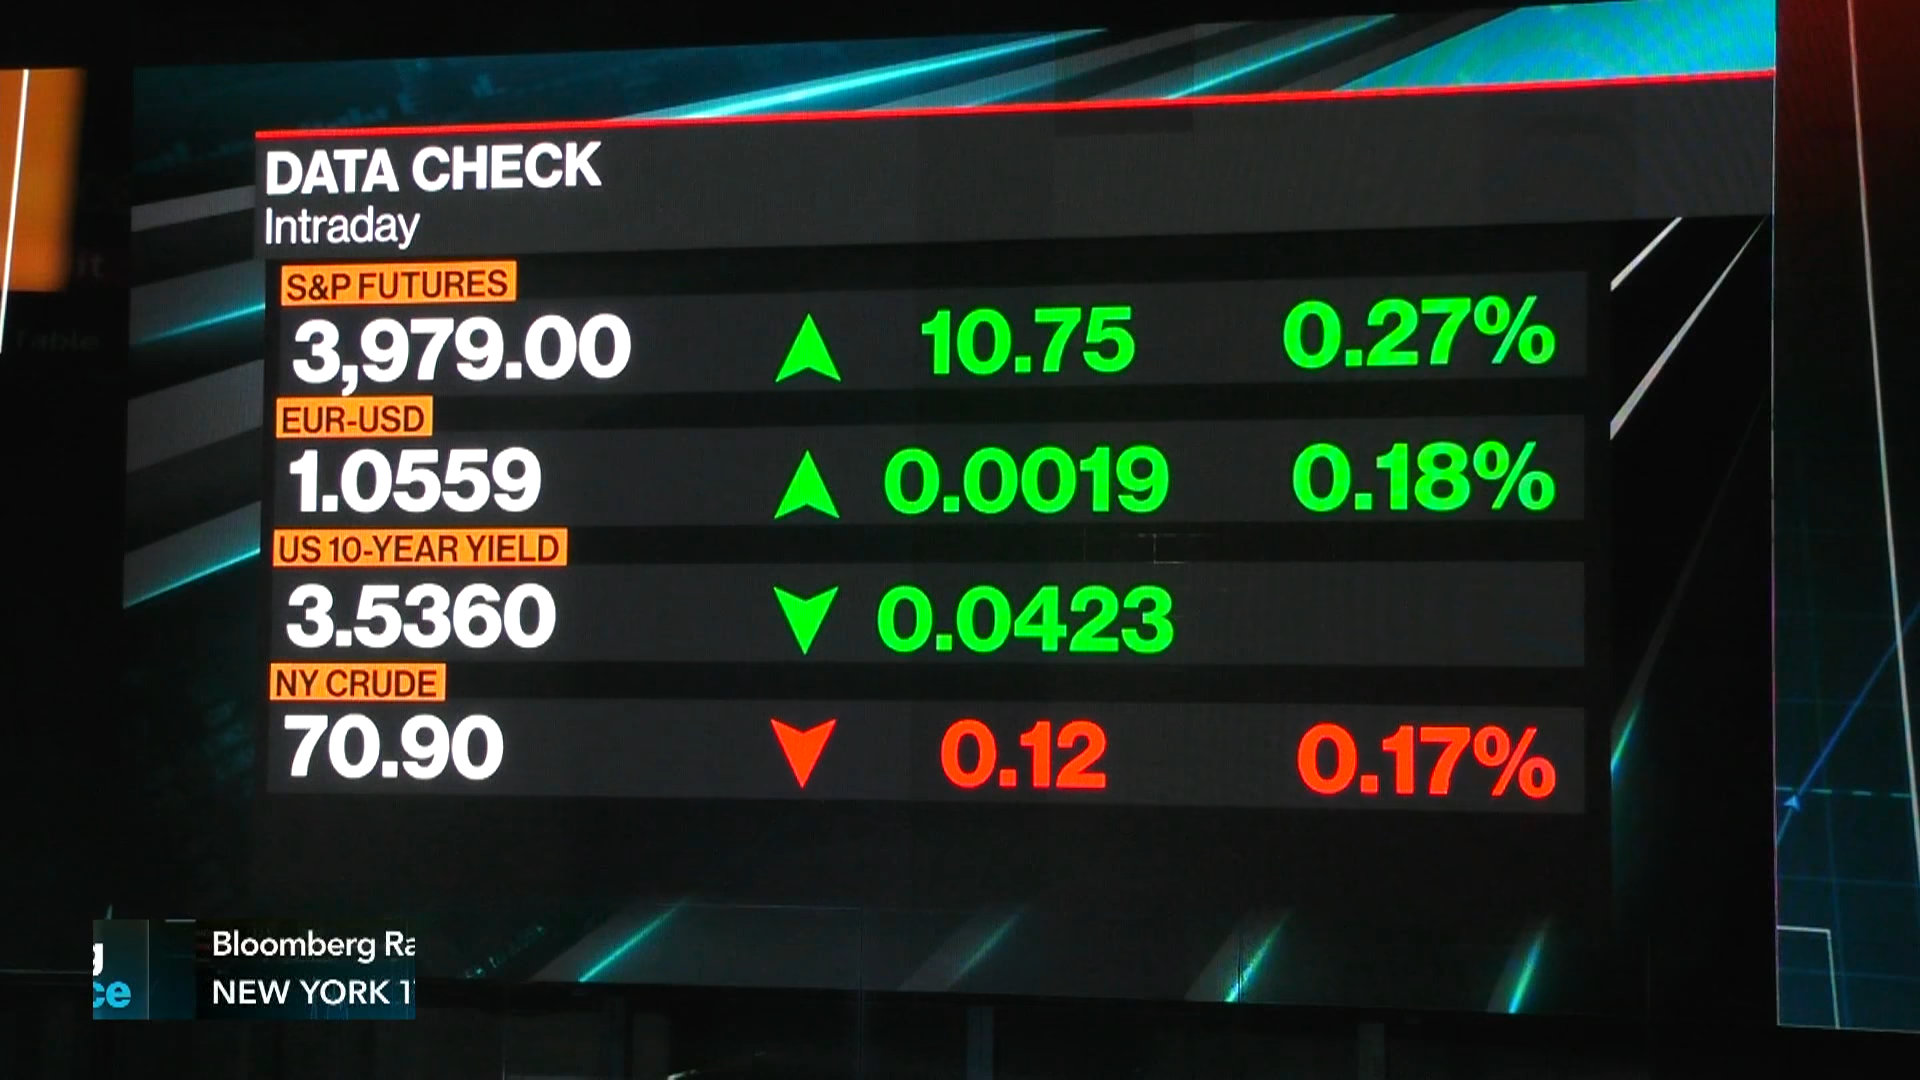 DATA CHECK
Intraday
S&P FUTURES
3,979.00 10.75 0.27%
EUR-USD
1.0559 0.0019 0.18%
US 10-YEAR YIELD
3.5360 0.0423
NY CRUDE
70.90 0.12 0.17%
Bloomberg
NEW YORK